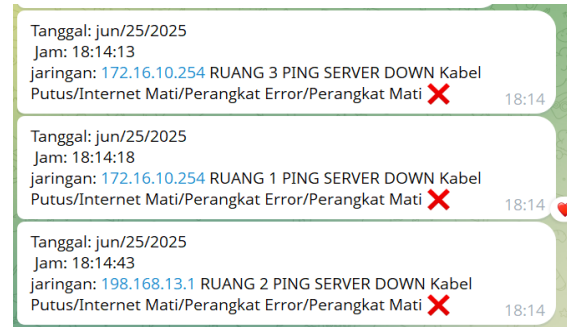 Tanggal: jun/25/2025
Jam: 18:14:13
jaringan: 172.16.10.254 RUANG 3 PING SERVER DOWN Kabel
Putus/Internet Mati/Perangkat Error/Perangkat Mati ❌
18:14
Tanggal: jun/25/2025
Jam: 18:14:18
jaringan: 172.16.10.254 RUANG 1 PING SERVER DOWN Kabel
Putus/Internet Mati/Perangkat Error/Perangkat Mati ❌
18:14
Tanggal: jun/25/2025
Jam: 18:14:43
jaringan: 198.168.13.1 RUANG 2 PING SERVER DOWN Kabel
Putus/Internet Mati/Perangkat Error/Perangkat Mati ❌
18:14